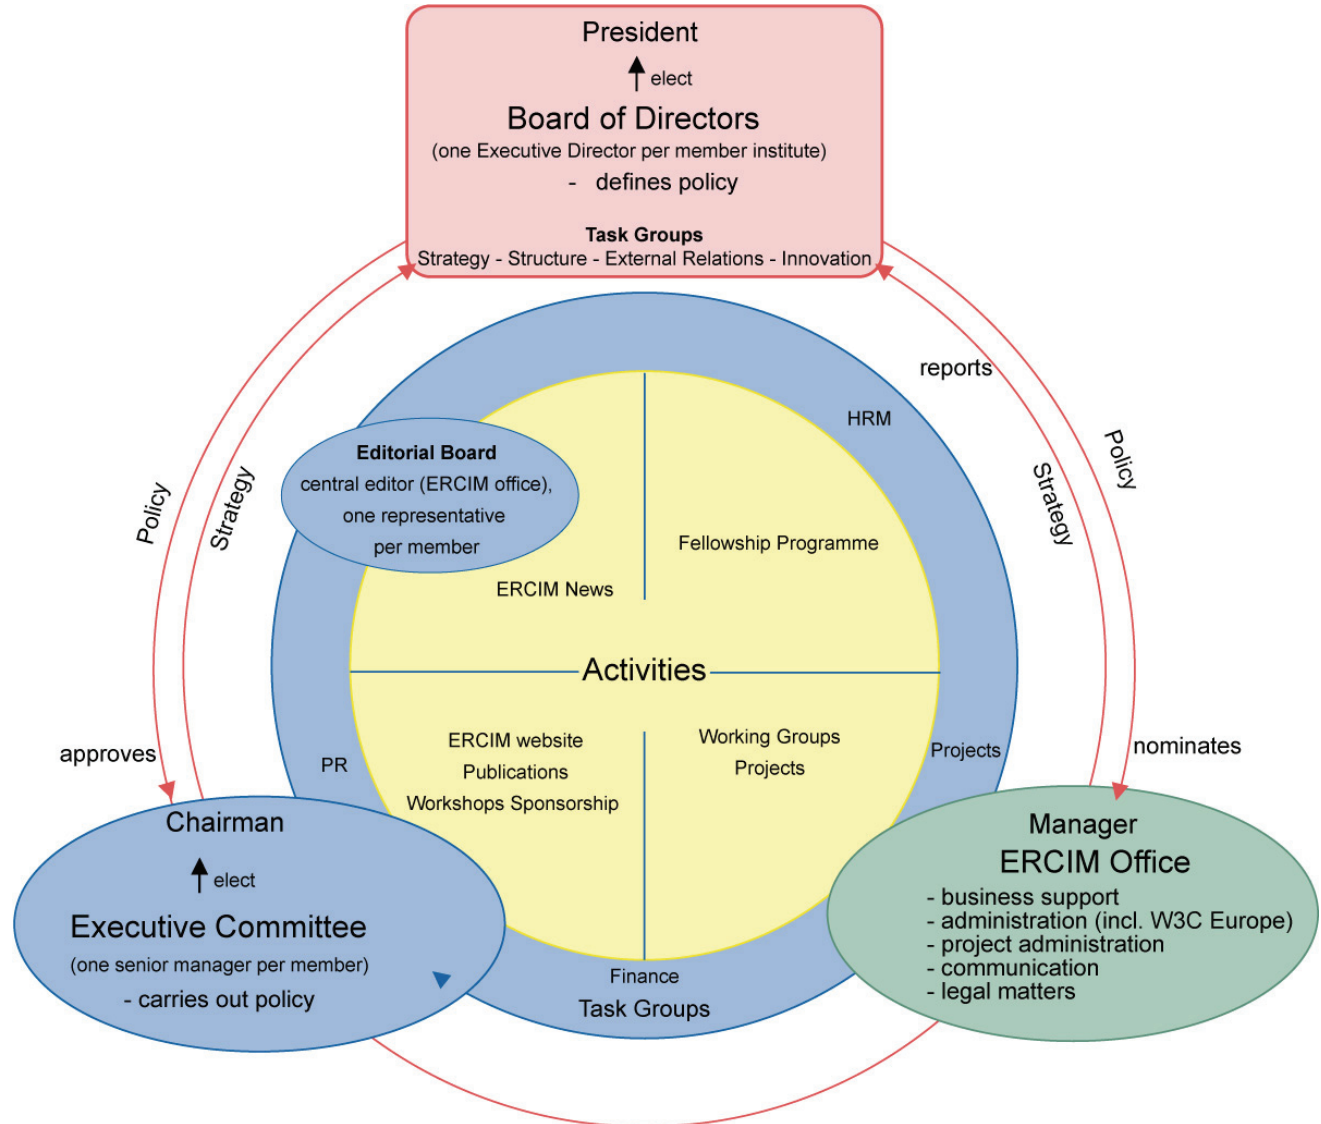 President
elect
Board of Directors
(one Executive Director per member institute)
- defines policy
Task Groups
Strategy - Structure - External Relations - Innovation
reports
HRM
Policy
Strategy
Policy
Strategy
Editorial Board
central editor (ERCIM office),
one representative
per member
Fellowship Programme
ERCIM News
Activities
approves
PR
ERCIM website
Publications
Workshops Sponsorship
Working Groups
Projects
Projects
nominates
Chairman
elect
Executive Committee
(one senior manager per member)
- carries out policy
Manager
ERCIM Office
- business support
- administration (incl. W3C Europe)
- project administration
- communication
- legal matters
Finance
Task Groups